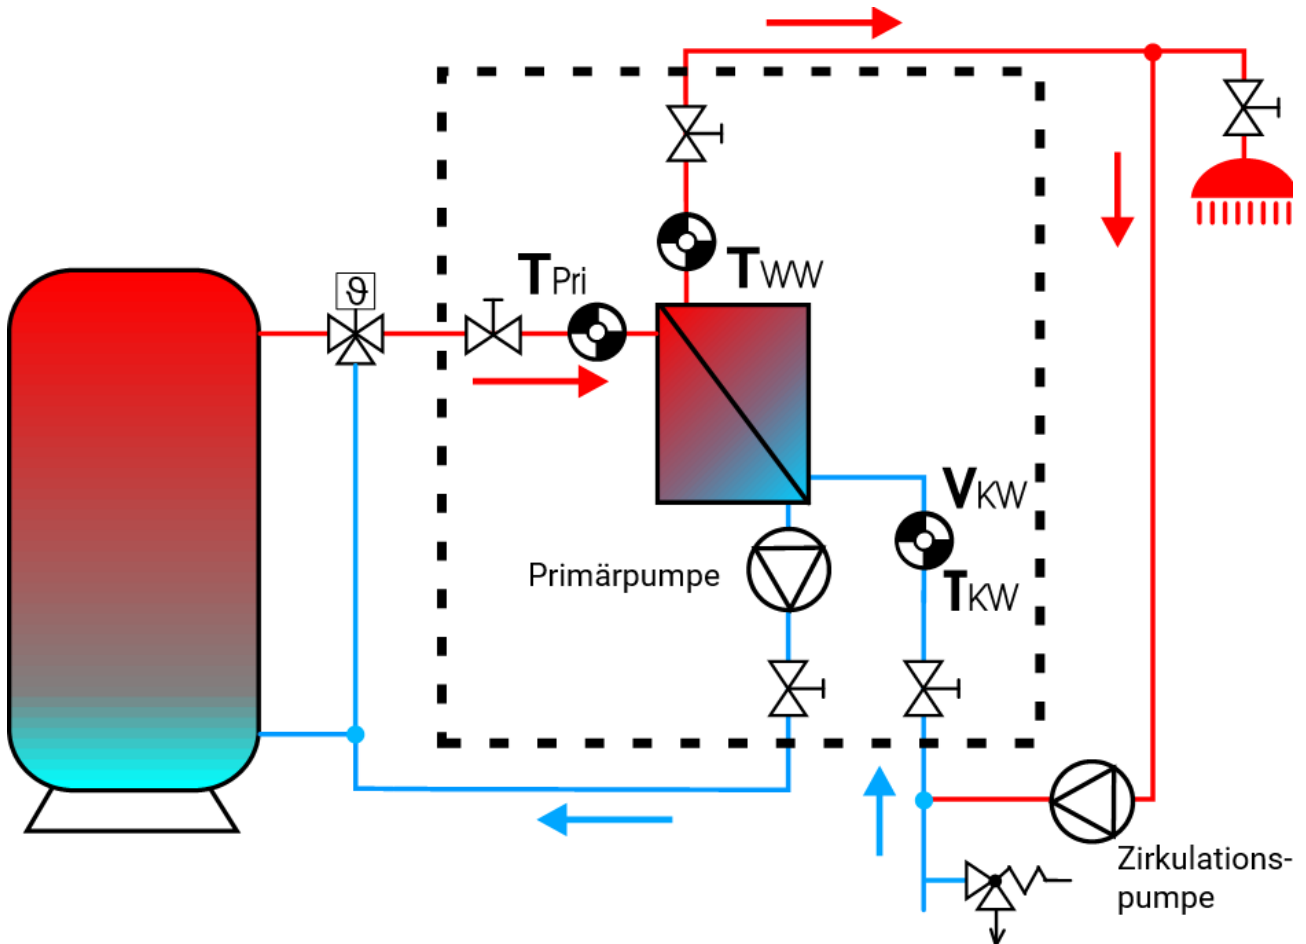 TWW
TPri
ϑ
VKW
TKW
Primärpumpe
Zirkulations-
pumpe